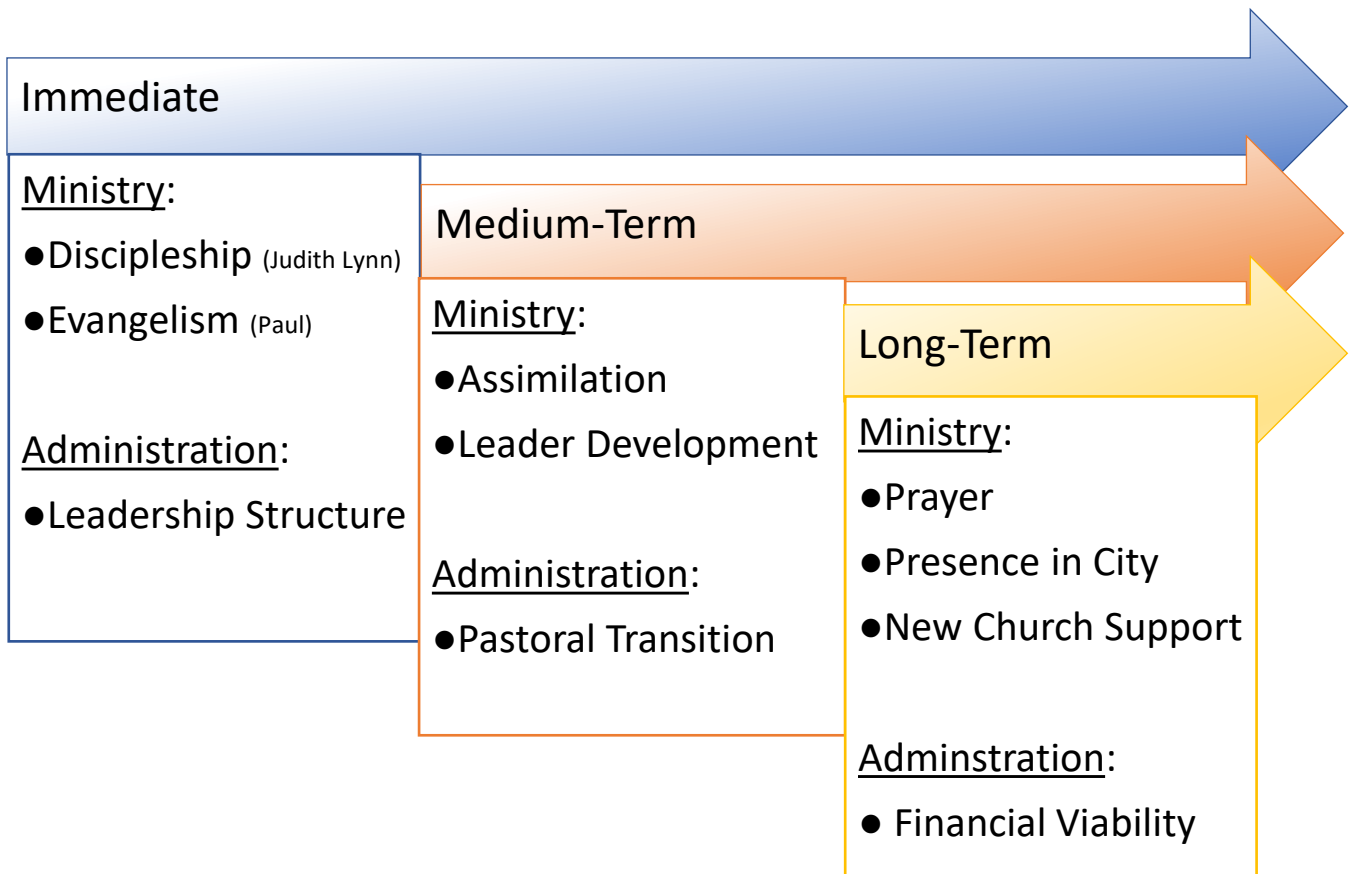 Immediate
Ministry:
●Discipleship (Judith Lynn)
●Evangelism (Paul)
Administration:
●Leadership Structure
Medium-Term
Ministry:
●Assimilation
●Leader Development
Administration:
●Pastoral Transition
Long-Term
Ministry:
●Prayer
●Presence in City
●New Church Support
Adminstration:
● Financial Viability